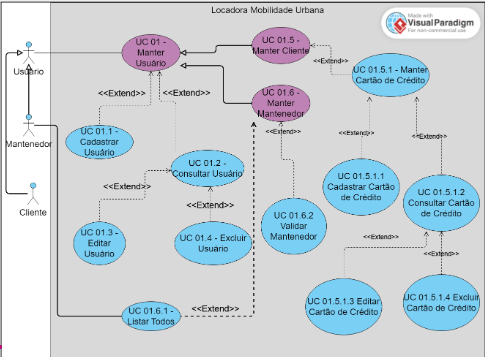 Locadora Mobilidade Urbana
Made with
Visual Paradigm
For non-commercial use
Usuário
Mantenedor
Cliente
UC 01 -
Manter
Usuário
UC 01.5 -
Manter Cliente
UC 01.6 -
Manter
Mantenedor
UC 01.5.1 - Manter
Cartão de Crédito
<<Extend>>
<<Extend>>
<<Extend>>
UC 01.1 -
Cadastrar
Usuário
UC 01.2 -
Consultar Usuário
<<Extend>>
<<Extend>>
<<Extend>>
UC 01.5.1.1
Cadastrar Cartão
de Crédito
UC 01.5.1.2
Consultar Cartão
de Crédito
<<Extend>>
<<Extend>>
UC 01.3 -
Editar
Usuário
UC 01.4 - Excluir
Usuário
UC 01.6.2
Validar
Mantenedor
<<Extend>>
<<Extend>>
UC 01.6.1 -
Listar Todos
<<Extend>>
UC 01.5.1.3 Editar
Cartão de Crédito
UC 01.5.1.4 Excluir
Cartão de Crédito